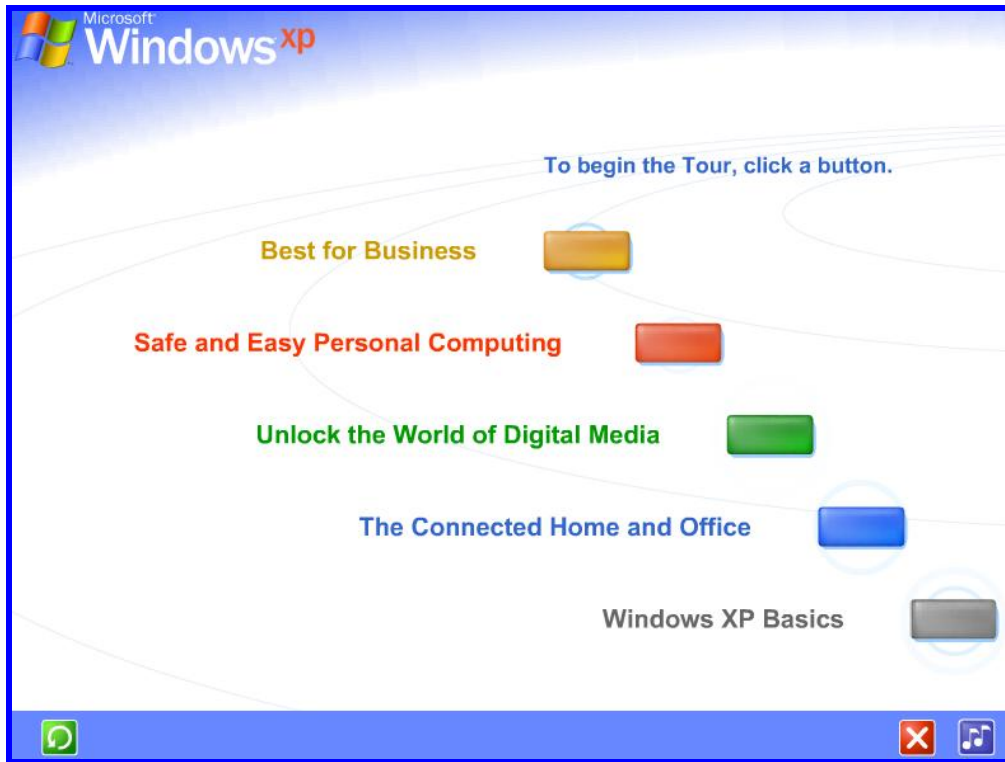 Microsoft
Windows xp
To begin the Tour, click a button.
Best for Business
Safe and Easy Personal Computing
Unlock the World of Digital Media
The Connected Home and Office
Windows XP Basics